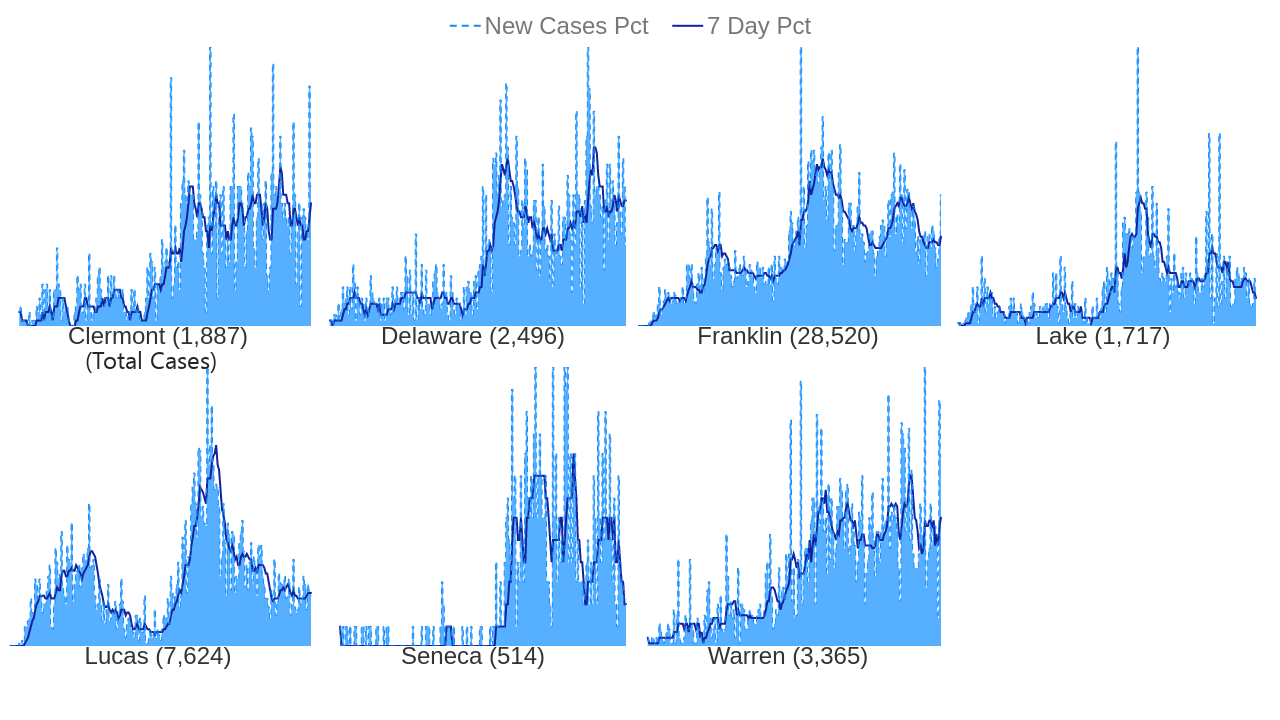 New Cases Pct 7 Day Pct
Clermont (1,887) Delaware (2,496) Franklin (28,520) Lake (1,717)
(Total Cases)
Lucas (7,624) Seneca (514) Warren (3,365)